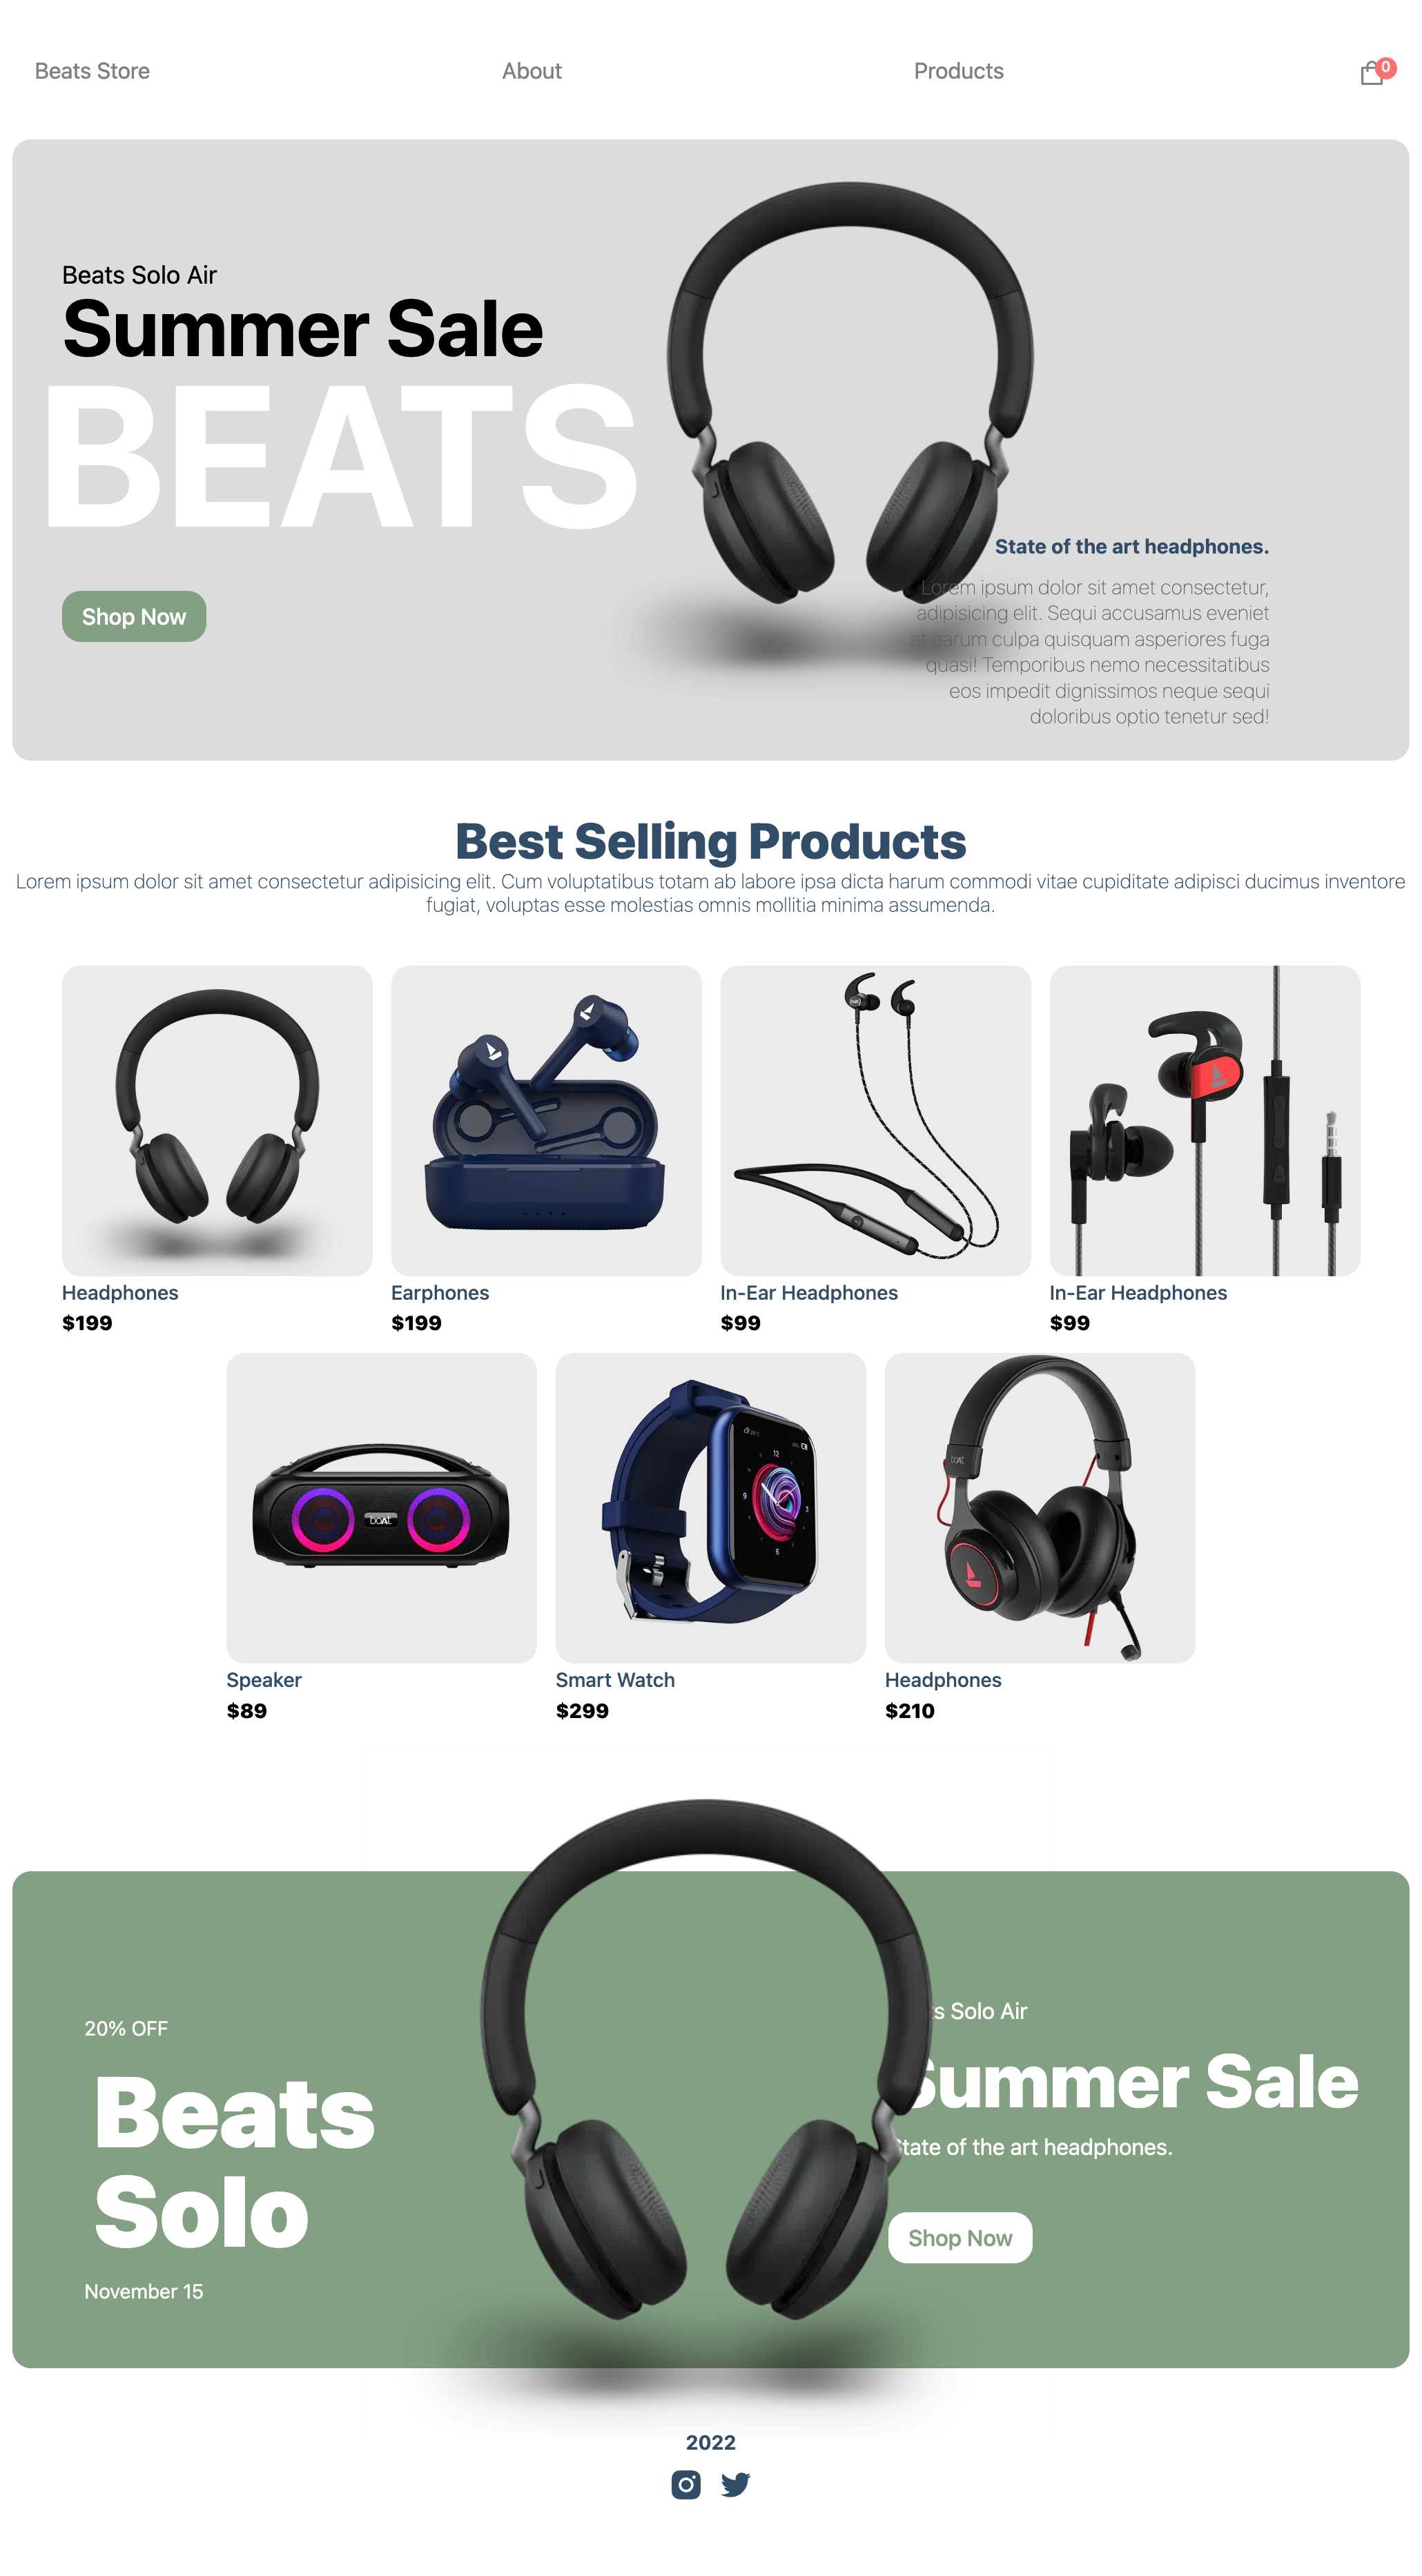 Beats Store
About
Products
0
Beats Solo Air
Summer Sale
BEATS
Shop Now
State of the art headphones.
Lorem ipsum dolor sit amet consectetur,
adipisicing elit. Sequi accusamus eveniet
at earum culpa quisquam asperiores fuga
quasi! Temporibus nemo necessitatibus
eos impedit dignissimos neque sequi
doloribus optio tenetur sed!
Best Selling Products
Lorem ipsum dolor sit amet consectetur adipisicing elit. Cum voluptatibus totam ab labore ipsa dicta harum commodi vitae cupiditate adipisci ducimus inventore
fugiat, voluptas esse molestias omnis mollitia minima assumenda.
Headphones
$199
Earphones
$199
In-Ear Headphones
$99
In-Ear Headphones
$99
boAt
12
3
6
9
boAt
Speaker
$89
Smart Watch
$299
Headphones
$210
20% OFF
Beats
Solo
November 15
s Solo Air
Summer Sale
State of the art headphones.
Shop Now
2022